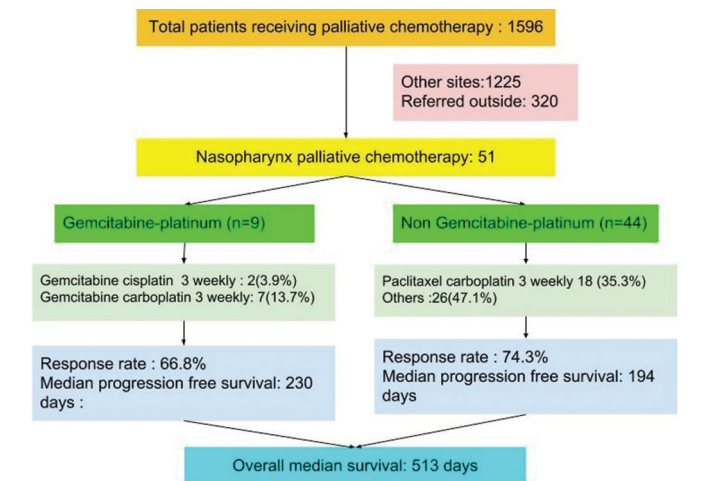 Total patients receiving palliative chemotherapy : 1596
Other sites:1225
Referred outside: 320
Nasopharynx palliative chemotherapy: 51
Gemcitabine-platinum (n=9)
Non Gemcitabine-platinum (n=44)
Gemcitabine cisplatin 3 weekly : 2(3.9%)
Gemcitabine carboplatin 3 weekly: 7(13.7%)
Paclitaxel carboplatin 3 weekly 18 (35.3%)
Others :26(47.1%)
Response rate : 66.8%
Median progression free survival: 230
days :
Response rate : 74.3%
Median progression free survival: 194
days
Overall median survival: 513 days